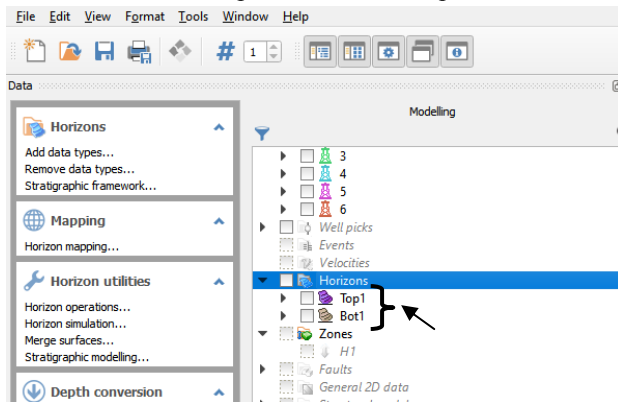 File Edit View Format Tools Window Help
# 1
Data
Horizons
Add data types...
Remove data types...
Stratigraphic framework...
Mapping
Horizon mapping...
Horizon utilities
Horizon operations...
Horizon simulation...
Merge surfaces...
Stratigraphic modelling...
Depth conversion
Modelling
3
4
5
6
Well picks
Events
Velocities
Horizons
Top1
Bot1
Zones
H1
Faults
General 2D data